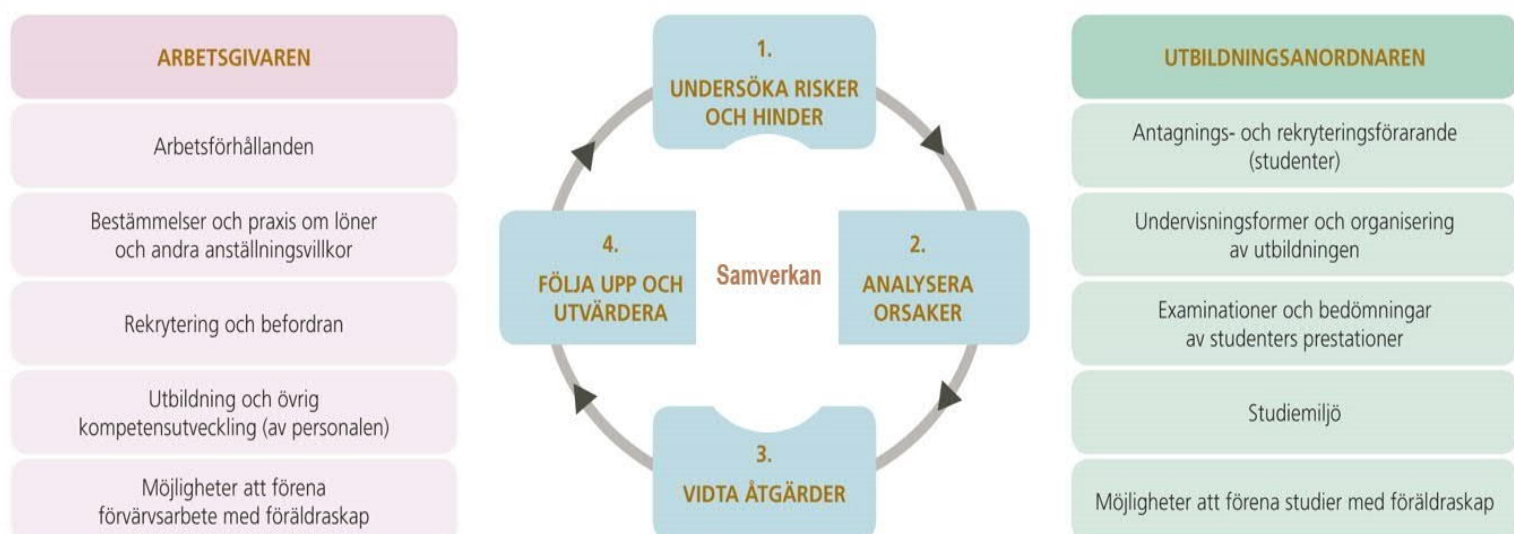 ARBETSGIVAREN
Arbetsförhållanden
Bestämmelser och praxis om löner
och andra anställningsvillkor
Rekrytering och befordran
Utbildning och övrig
kompetensutveckling (av personalen)
Möjligheter att förena
förvärvsarbete med föräldraskap
1.
UNDERSÖKA RISKER
OCH HINDER
2.
ANALYSERA
ORSAKER
3.
VIDTA ÅTGÄRDER
4.
FÖLJA UPP OCH
UTVÄRDERA
Samverkan
UTBILDNINGSANORDNAREN
Antagnings- och rekryteringsförarande
(studenter)
Undervisningsformer och organisering
av utbildningen
Examinationer och bedömningar
av studenters prestationer
Studiemiljö
Möjligheter att förena studier med föräldraskap